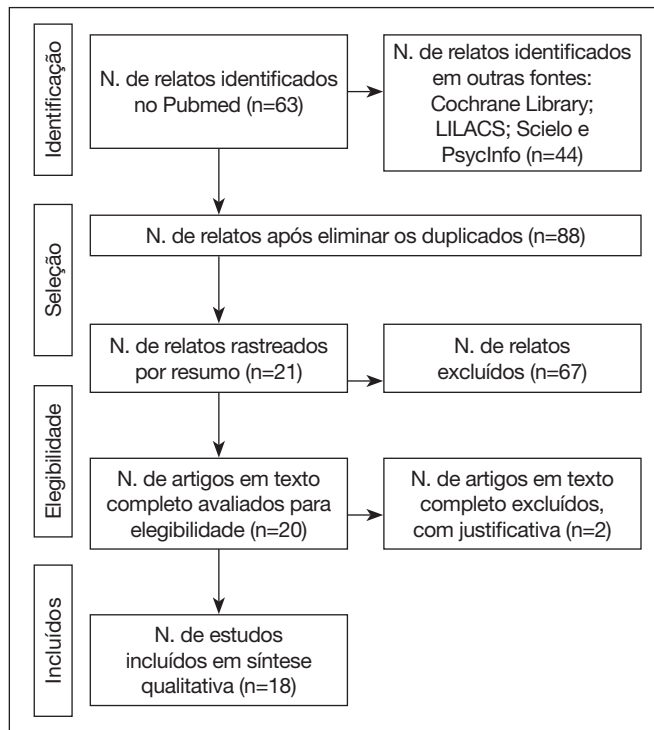 Identificação
N. de relatos identificados
no Pubmed (n=63)
N. de relatos identificados
em outras fontes:
Cochrane Library;
LILACS; Scielo e
PsycInfo (n=44)
Seleção
N. de relatos após eliminar os duplicados (n=88)
N. de relatos rastreados
por resumo (n=21)
N. de relatos
excluídos (n=67)
Elegibilidade
N. de artigos em texto
completo avaliados para
elegibilidade (n=20)
N. de artigos em texto
completo excluídos,
com justificativa (n=2)
Incluídos
N. de estudos
incluídos em síntese
qualitativa (n=18)